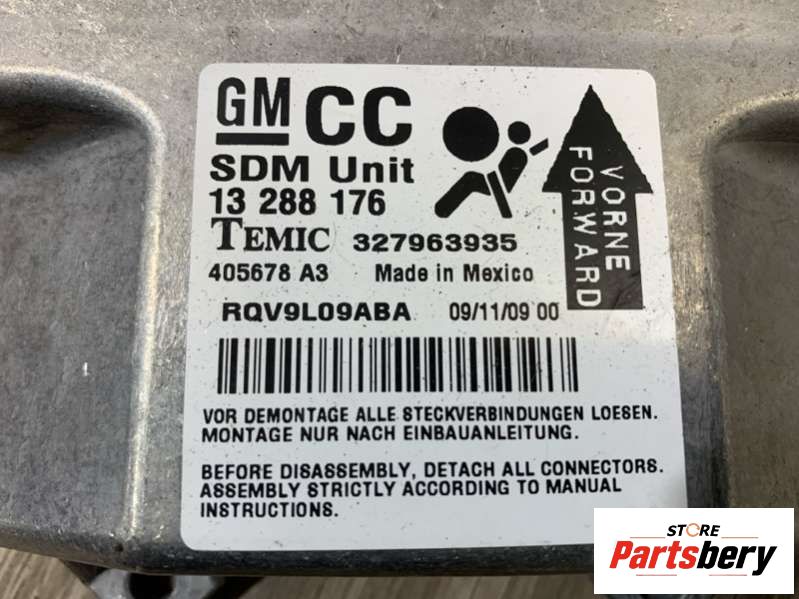 GM CC
SDM Unit
13 288 176
TEMIC 327963935
405678 A3 Made in Mexico
RQV9L09ABA 09/11/09 00
VORNE
FORWARD
VOR DEMONTAGE ALLE STECKVERBINDUNGEN LOESEN.
MONTAGE NUR NACH EINBAUANLEITUNG.
BEFORE DISASSEMBLY, DETACH ALL CONNECTORS.
ASSEMBLY STRICTLY ACCORDING TO MANUAL
INSTRUCTIONS.
STORE
Partsbery